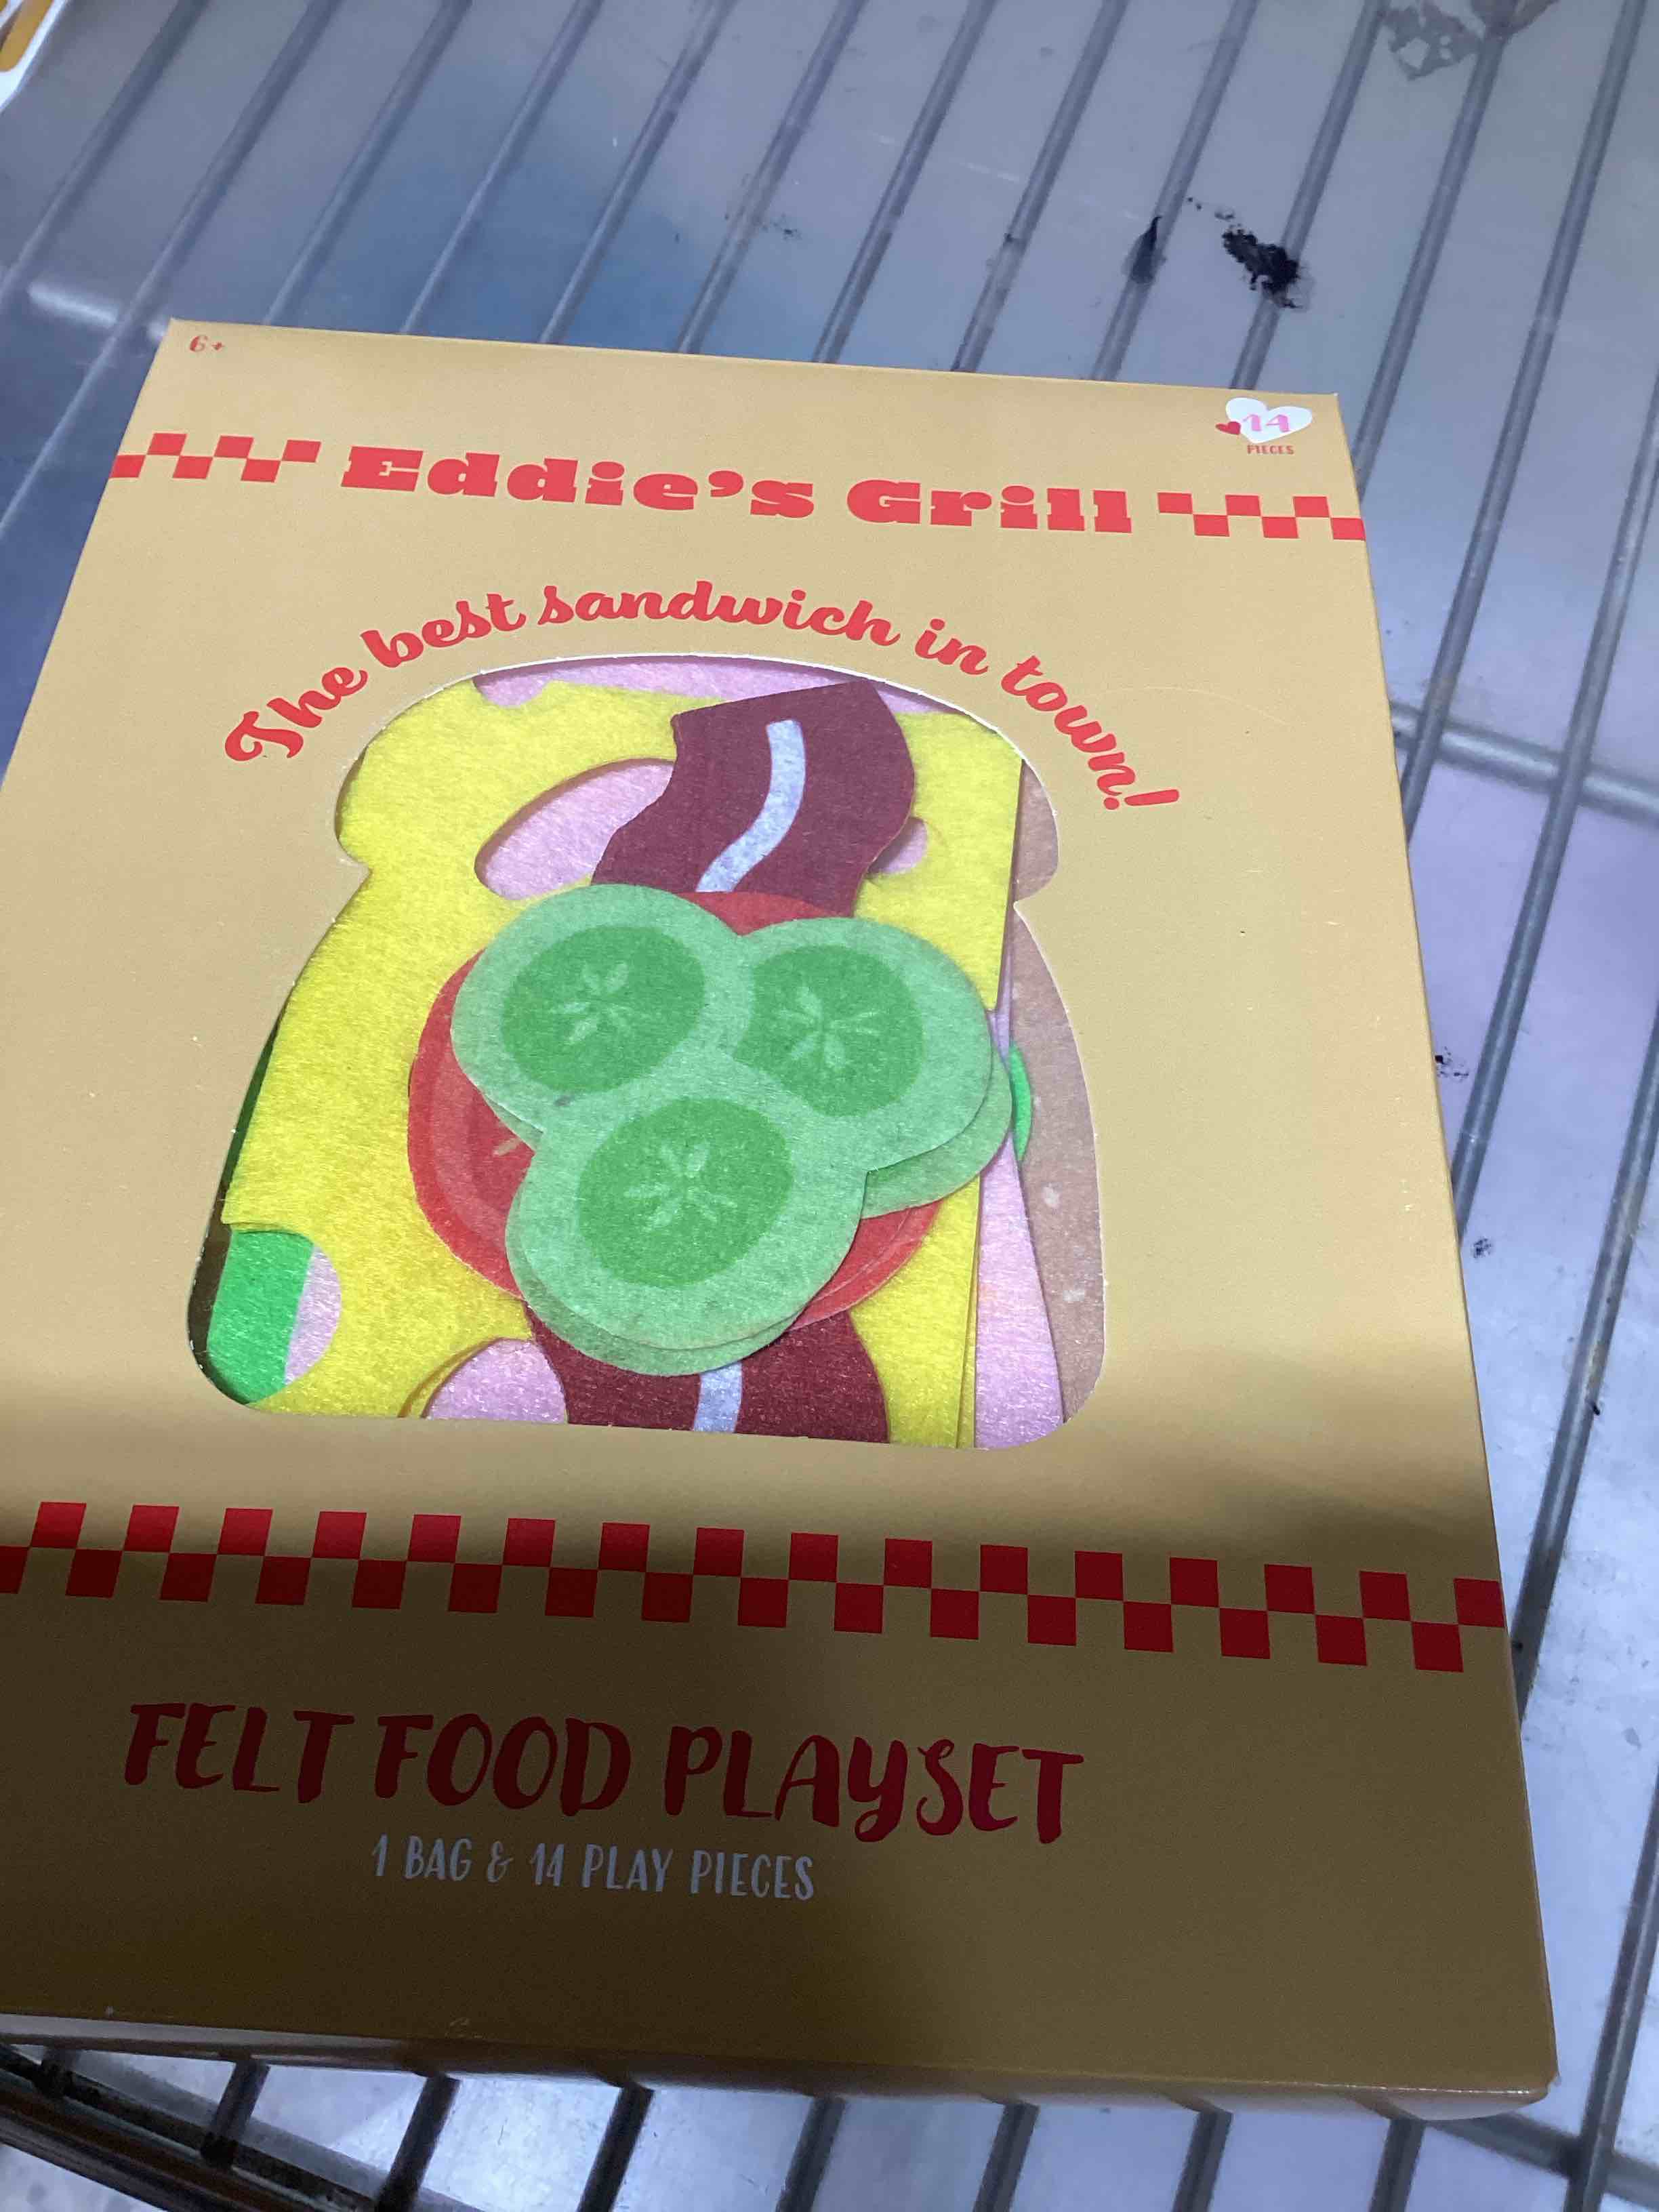 6+
14
PIECES
Eddie's Grill
The best sandwich in town!
FELT FOOD PLAYSET
1 BAG & 14 PLAY PIECES